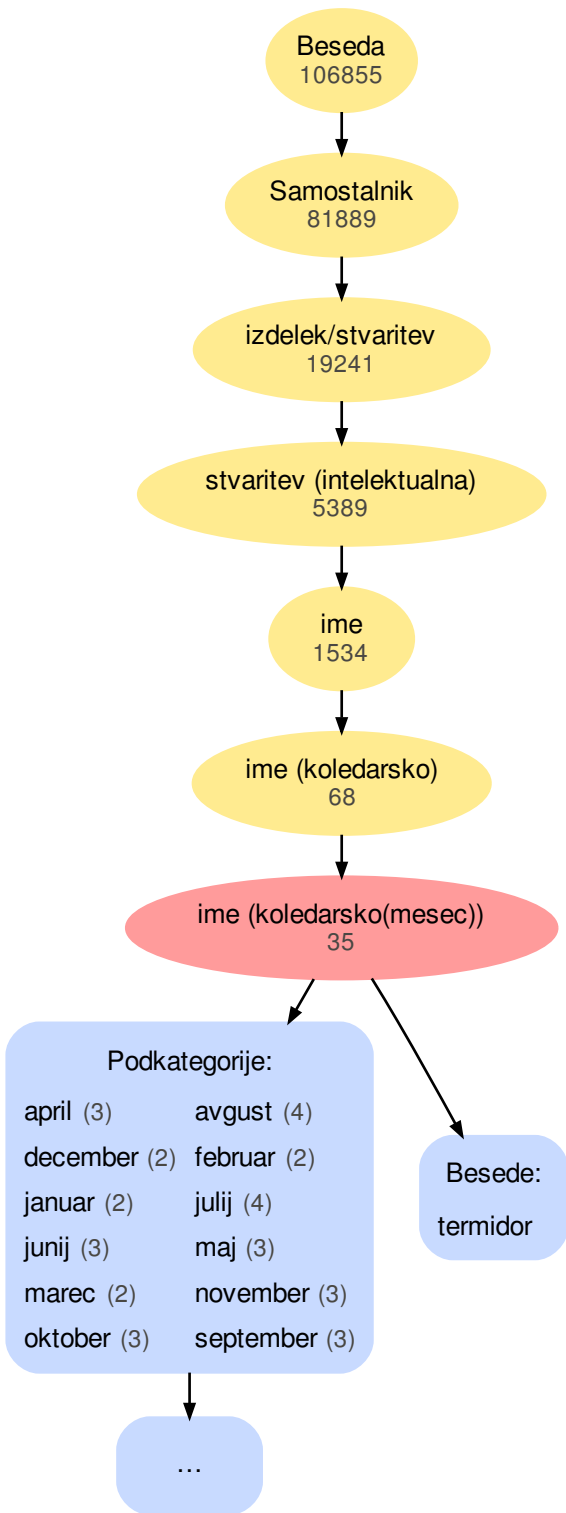 Beseda
106855
Samostalnik
81889
izdelek/stvaritev
19241
stvaritev (intelektualna)
5389
ime
1534
ime (koledarsko)
68
ime (koledarsko(mesec))
35
Podkategorije:
april (3) avgust (4)
december (2) februar (2)
januar (2) julij (4)
junij (3) maj (3)
marec (2) november (3)
oktober (3) september (3)
Besede:
termidor
...